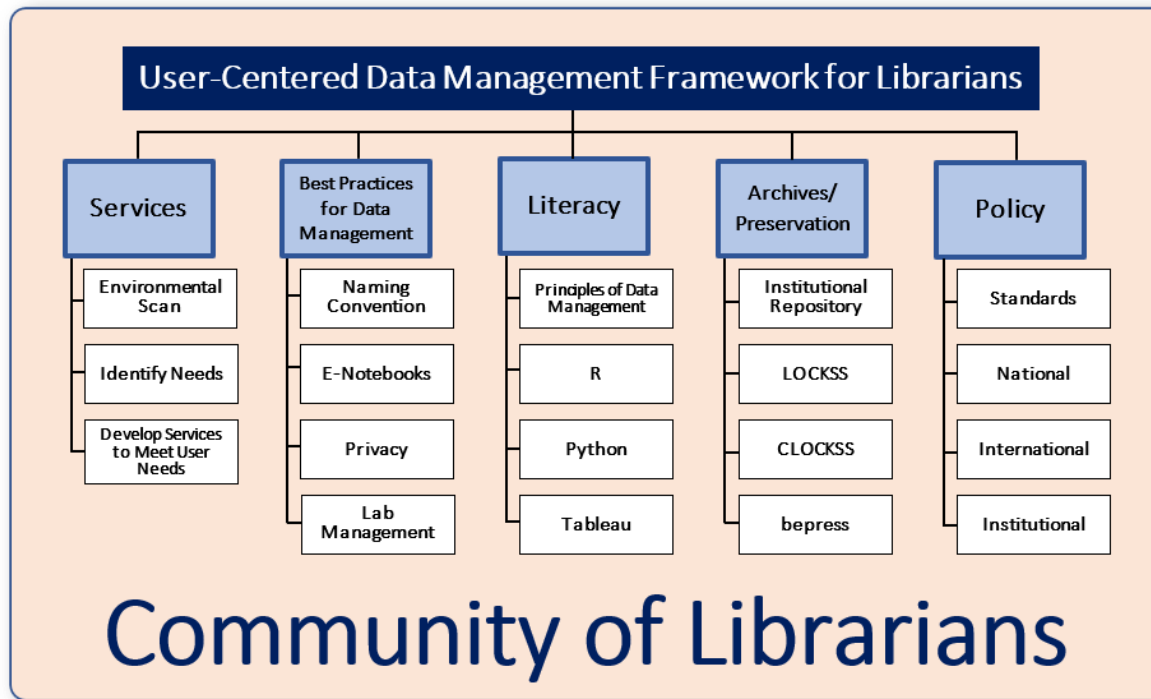 User-Centered Data Management Framework for Librarians
Services
Environmental
Scan
Identify Needs
Develop Services
to Meet User
Needs
Best Practices
for Data
Management
Naming
Convention
E-Notebooks
Privacy
Lab
Management
Literacy
Principles of Data
Management
R
Python
Tableau
Archives/
Preservation
Institutional
Repository
LOCKSS
CLOCKSS
bepress
Policy
Standards
National
International
Institutional
Community of Librarians